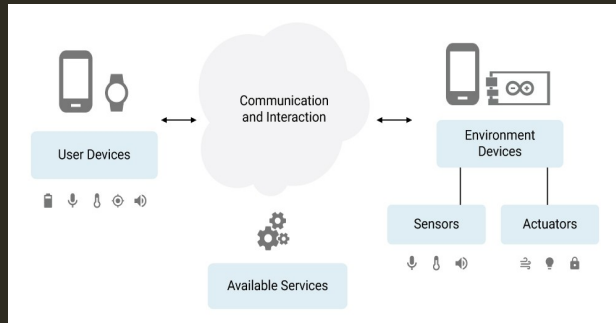 Communication
and Interaction
User Devices
Environment
Devices
Sensors
Actuators
Available Services